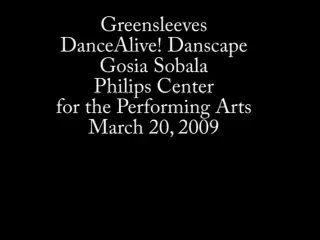 Greensleeves
DanceAlive! Danscape
Gosia Sobala
Philips Center
for the Performing Arts
March 20, 2009